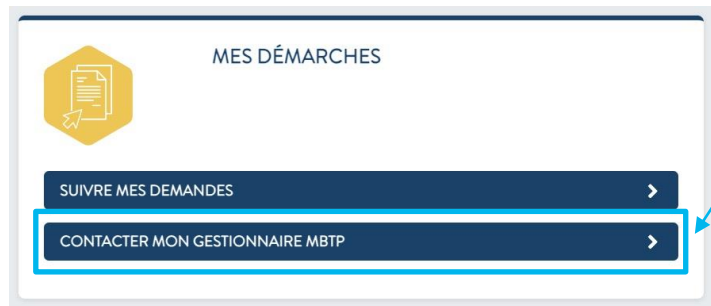 MES DÉMARCHES
SUIVRE MES DEMANDES
CONTACTER MON GESTIONNAIRE MBTP